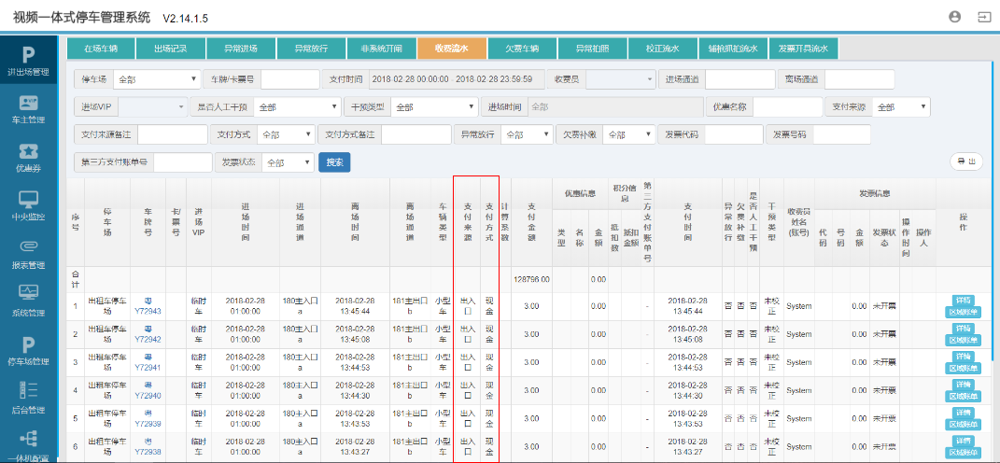 视频一体式停车管理系统 V2.14.1.5
P
进出场管理
车主管理
优惠券
中央监控
报表管理
系统管理
P
停车场管理
后台管理
一体机配置
在场车辆 出场记录 异常进场 异常放行 非系统开闸 收费流水 欠费车辆 异常拍照 校正流水 辅枪抓拍流水 发票开具流水
停车场 全部 车牌/卡票号 支付时间 2018-02-28 00:00:00 - 2018-02-28 23:59:59 收费员 进场通道 离场通道
进场VIP 是否人工干预 全部 干预类型 全部 进场时间 全部 优惠名称 支付来源 全部
支付来源备注 支付方式 全部 支付方式备注 异常放行 全部 欠费补缴 全部 发票代码 发票号码
第三方支付账单号 发票状态 全部 搜索 导 出
序号 停车场 车牌号 卡/票号 进场VIP 进场时间 进场通道 离场时间 离场通道 车辆类型 支付来源 支付方式 计算系数 支付金额 优惠信息 积分信息 第三方支付账单号 支付时间 异常放行 欠费补缴 是否人工干预 干预类型 收费员姓名(账号) 发票信息 操作
类型 名称 金额 抵扣数 抵扣金额 代码 号码 金额 发票状态 操作时间 操作人
合计 128796.00 0.00
1 出租车停车场 粤Y72943 临时车 2018-02-28 01:00:00 180主入口a 2018-02-28 13:45:44 181主出口b 小型车 出入口 现金 3.00 0.00 - 2018-02-28 13:45:44 否 否 否 未校正 System 0.00 未开票 详情 区域账单
2 出租车停车场 粤Y72942 临时车 2018-02-28 01:00:00 180主入口a 2018-02-28 13:45:08 181主出口b 小型车 出入口 现金 3.00 0.00 - 2018-02-28 13:45:08 否 否 否 未校正 System 0.00 未开票 详情 区域账单
3 出租车停车场 粤Y72941 临时车 2018-02-28 01:00:00 180主入口a 2018-02-28 13:44:53 181主出口b 小型车 出入口 现金 3.00 0.00 - 2018-02-28 13:44:53 否 否 否 未校正 System 0.00 未开票 详情 区域账单
4 出租车停车场 粤Y72940 临时车 2018-02-28 01:00:00 180主入口a 2018-02-28 13:44:30 181主出口b 小型车 出入口 现金 3.00 0.00 - 2018-02-28 13:44:30 否 否 否 未校正 System 0.00 未开票 详情 区域账单
5 出租车停车场 粤Y72939 临时车 2018-02-28 01:00:00 180主入口a 2018-02-28 13:43:53 181主出口b 小型车 出入口 现金 3.00 0.00 - 2018-02-28 13:43:53 否 否 否 未校正 System 0.00 未开票 详情 区域账单
6 出租车停车场 粤Y72938 临时车 2018-02-28 01:00:00 180主入口a 2018-02-28 13:43:27 181主出口b 小型车 出入口 现金 3.00 0.00 - 2018-02-28 13:43:27 否 否 否 未校正 System 0.00 未开票 详情 区域账单